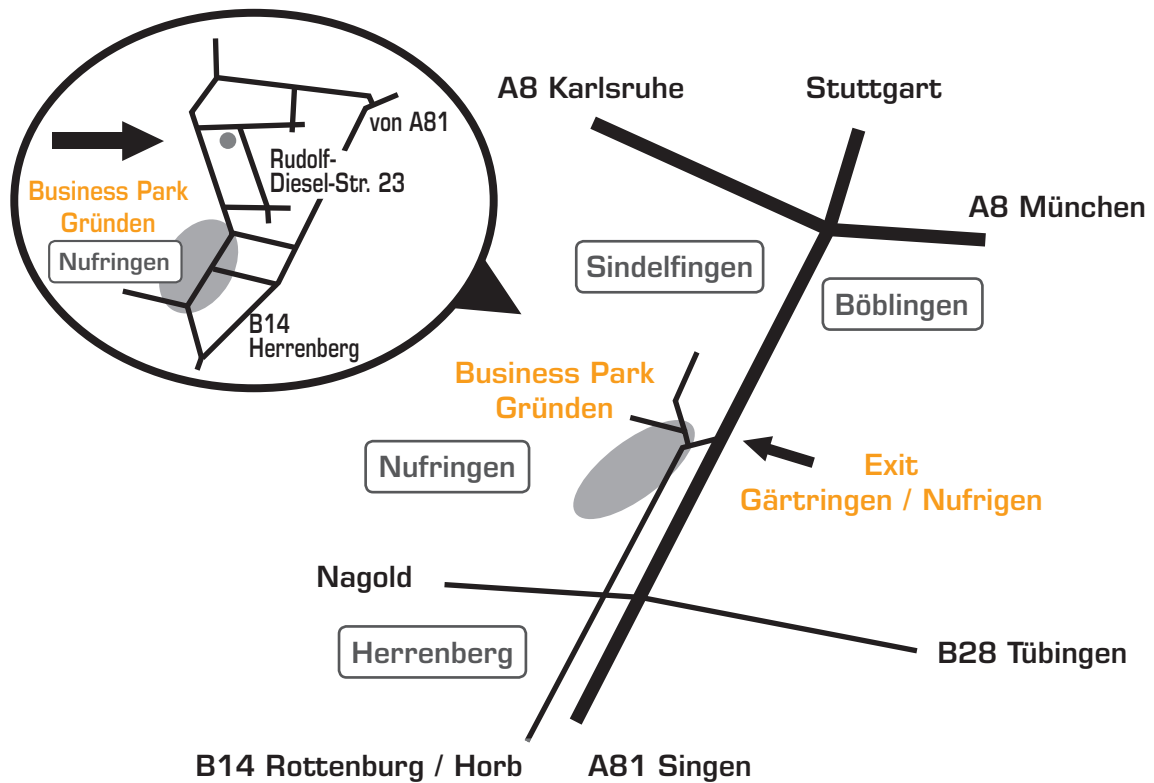 A8 Karlsruhe
Stuttgart
von A81
Rudolf-
Diesel-Str. 23
Business Park
Gründen
Nufringen
A8 München
Sindelfingen
Böblingen
B14
Herrenberg
Business Park
Gründen
Nufringen
Exit
Gärtringen / Nufrigen
Nagold
Herrenberg
B28 Tübingen
B14 Rottenburg / Horb
A81 Singen